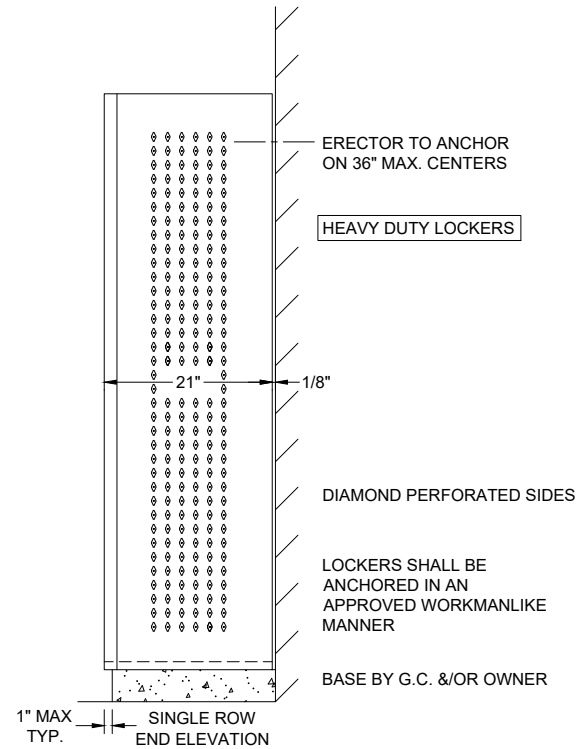 ERECTOR TO ANCHOR
ON 36" MAX. CENTERS
HEAVY DUTY LOCKERS
21"
1/8"
DIAMOND PERFORATED SIDES
LOCKERS SHALL BE
ANCHORED IN AN
APPROVED WORKMANLIKE
MANNER
BASE BY G.C. &/OR OWNER
1" MAX
TYP.
SINGLE ROW
END ELEVATION